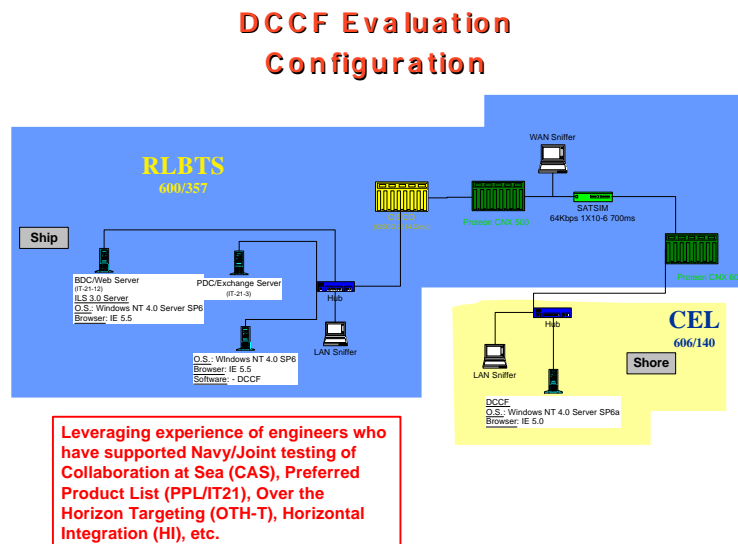 DCCF Evaluation
Configuration
WAN Sniffer
RLBTS
600/357
SATSIM
64Kbps 1X10-6 700ms
Proteon CNX 500
Ship
Proteon CNX 60
BDC/Web Server
(IT-21-12)
ILS 3.0 Server
O.S.: Windows NT 4.0 Server SP6
Browser: IE 5.5
PDC/Exchange Server
(IT-21-3)
Hub
LAN Sniffer
O.S.: WIndows NT 4.0 SP6
Browser: IE 5.5
Software: - DCCF
CEL
606/140
Hub
Shore
LAN Sniffer
DCCF
O.S.: Windows NT 4.0 Server SP6a
Browser: IE 5.0
Leveraging experience of engineers who
have supported Navy/Joint testing of
Collaboration at Sea (CAS), Preferred
Product List (PPL/IT21), Over the
Horizon Targeting (OTH-T), Horizontal
Integration (HI), etc.